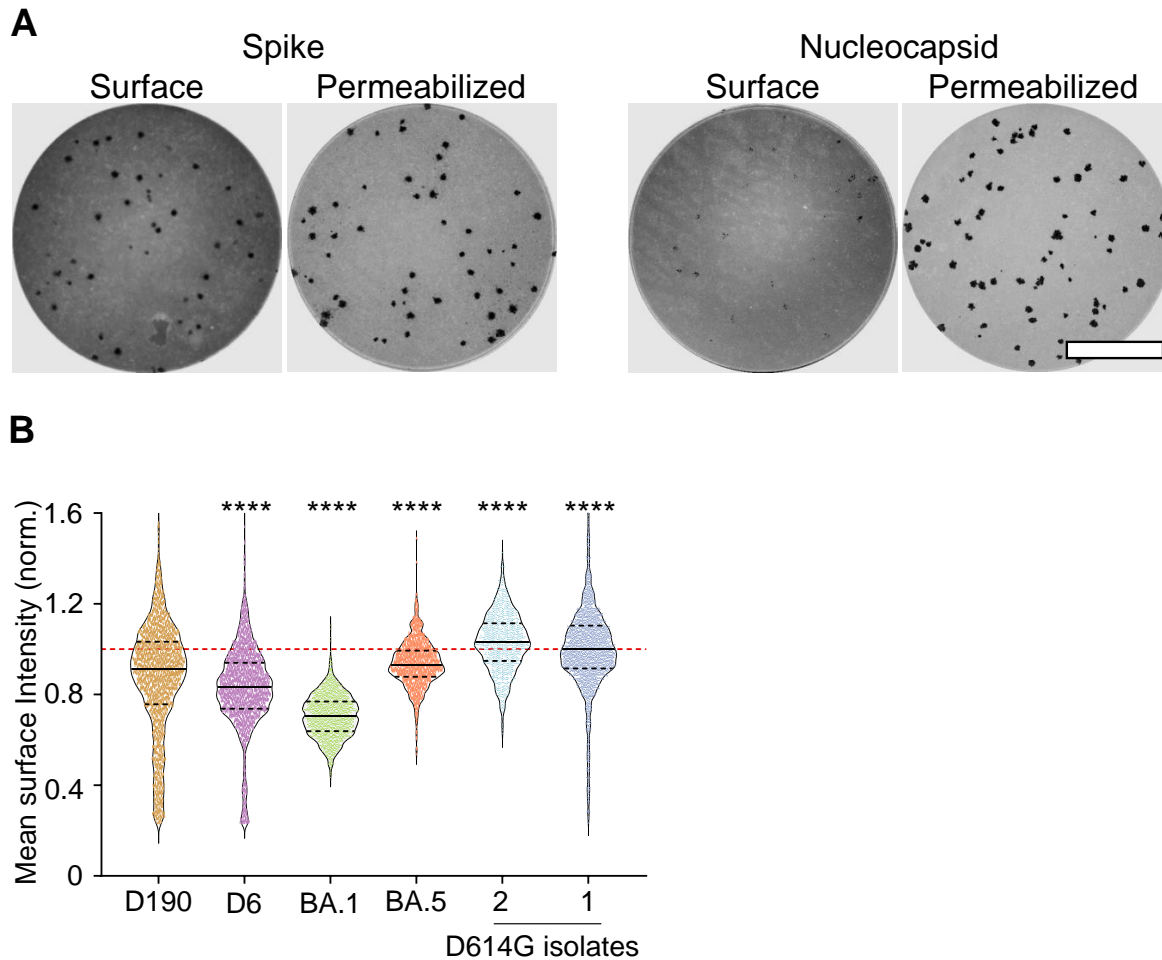 A
Spike
Nucleocapsid
Surface
Permeabilized
Surface
Permeabilized
B
Mean surface Intensity (norm.)
**** **** **** **** ****
1.6
1.2
0.8
0.4
0
D190 D6 BA.1 BA.5 2 1
D614G isolates